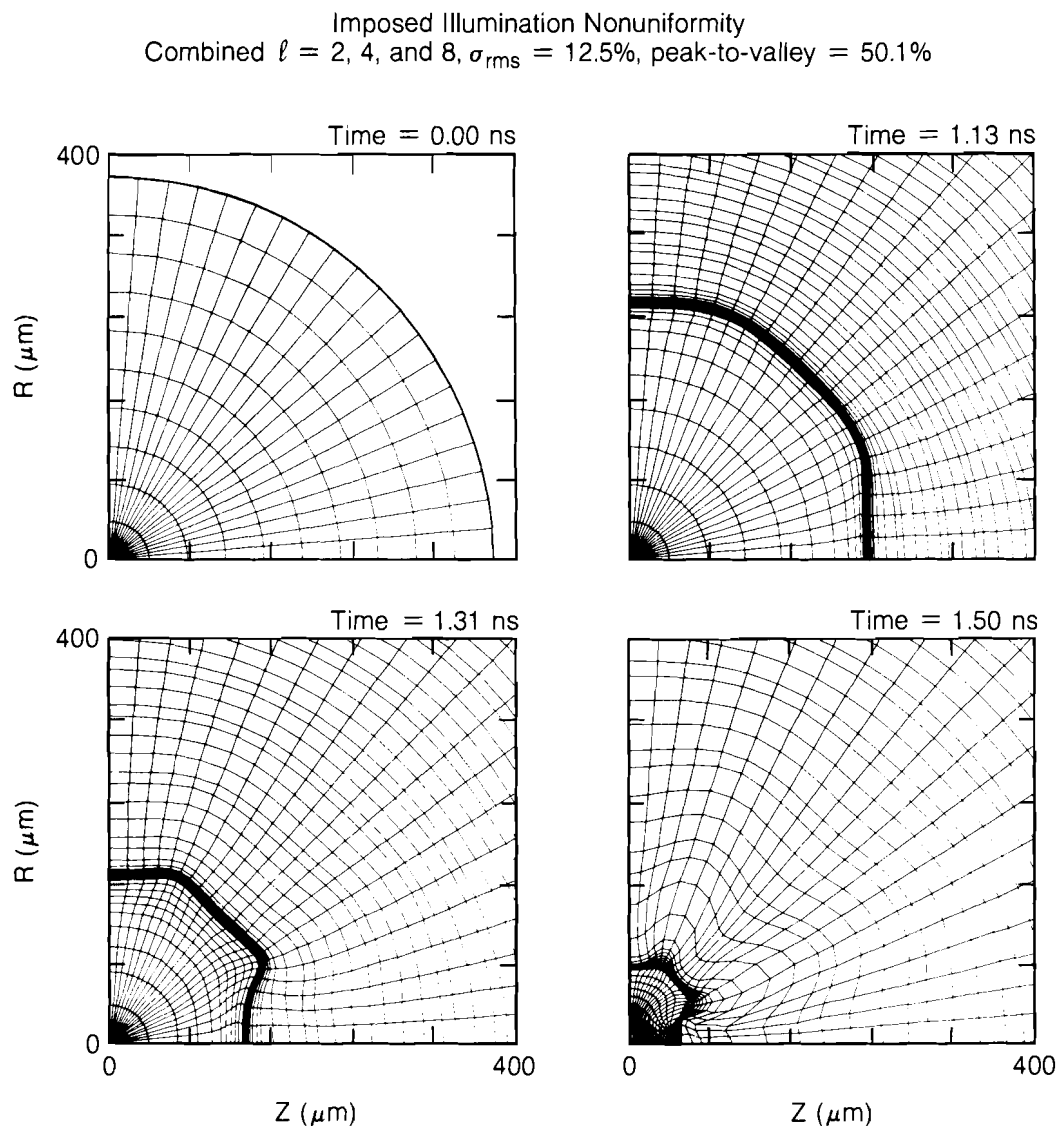 Imposed Illumination Nonuniformity
Combined ℓ = 2, 4, and 8, σrms = 12.5%, peak-to-valley = 50.1%
Time = 0.00 ns
Time = 1.13 ns
400
R (μm)
0
Time = 1.31 ns
Time = 1.50 ns
400
R (μm)
0
0
400
0
400
Z (μm)
Z (μm)